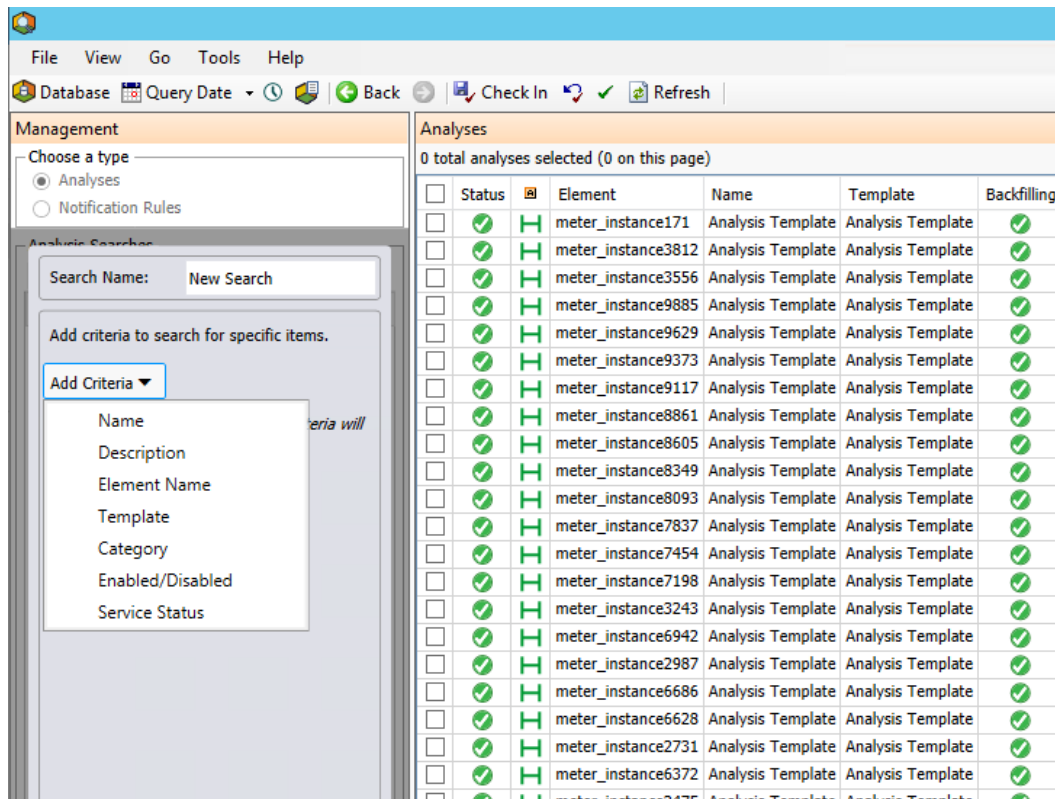 File View Go Tools Help
Database Query Date Back Check In Refresh
Management
Choose a type
Analyses
Notification Rules
Analysis Searches
Search Name: New Search
Add criteria to search for specific items.
Add Criteria
teria will
Name
Description
Element Name
Template
Category
Enabled/Disabled
Service Status
Analyses
0 total analyses selected (0 on this page)
Status Element Name Template Backfilling
meter_instance171 Analysis Template Analysis Template
meter_instance3812 Analysis Template Analysis Template
meter_instance3556 Analysis Template Analysis Template
meter_instance9885 Analysis Template Analysis Template
meter_instance9629 Analysis Template Analysis Template
meter_instance9373 Analysis Template Analysis Template
meter_instance9117 Analysis Template Analysis Template
meter_instance8861 Analysis Template Analysis Template
meter_instance8605 Analysis Template Analysis Template
meter_instance8349 Analysis Template Analysis Template
meter_instance8093 Analysis Template Analysis Template
meter_instance7837 Analysis Template Analysis Template
meter_instance7454 Analysis Template Analysis Template
meter_instance7198 Analysis Template Analysis Template
meter_instance3243 Analysis Template Analysis Template
meter_instance6942 Analysis Template Analysis Template
meter_instance2987 Analysis Template Analysis Template
meter_instance6686 Analysis Template Analysis Template
meter_instance6628 Analysis Template Analysis Template
meter_instance2731 Analysis Template Analysis Template
meter_instance6372 Analysis Template Analysis Template